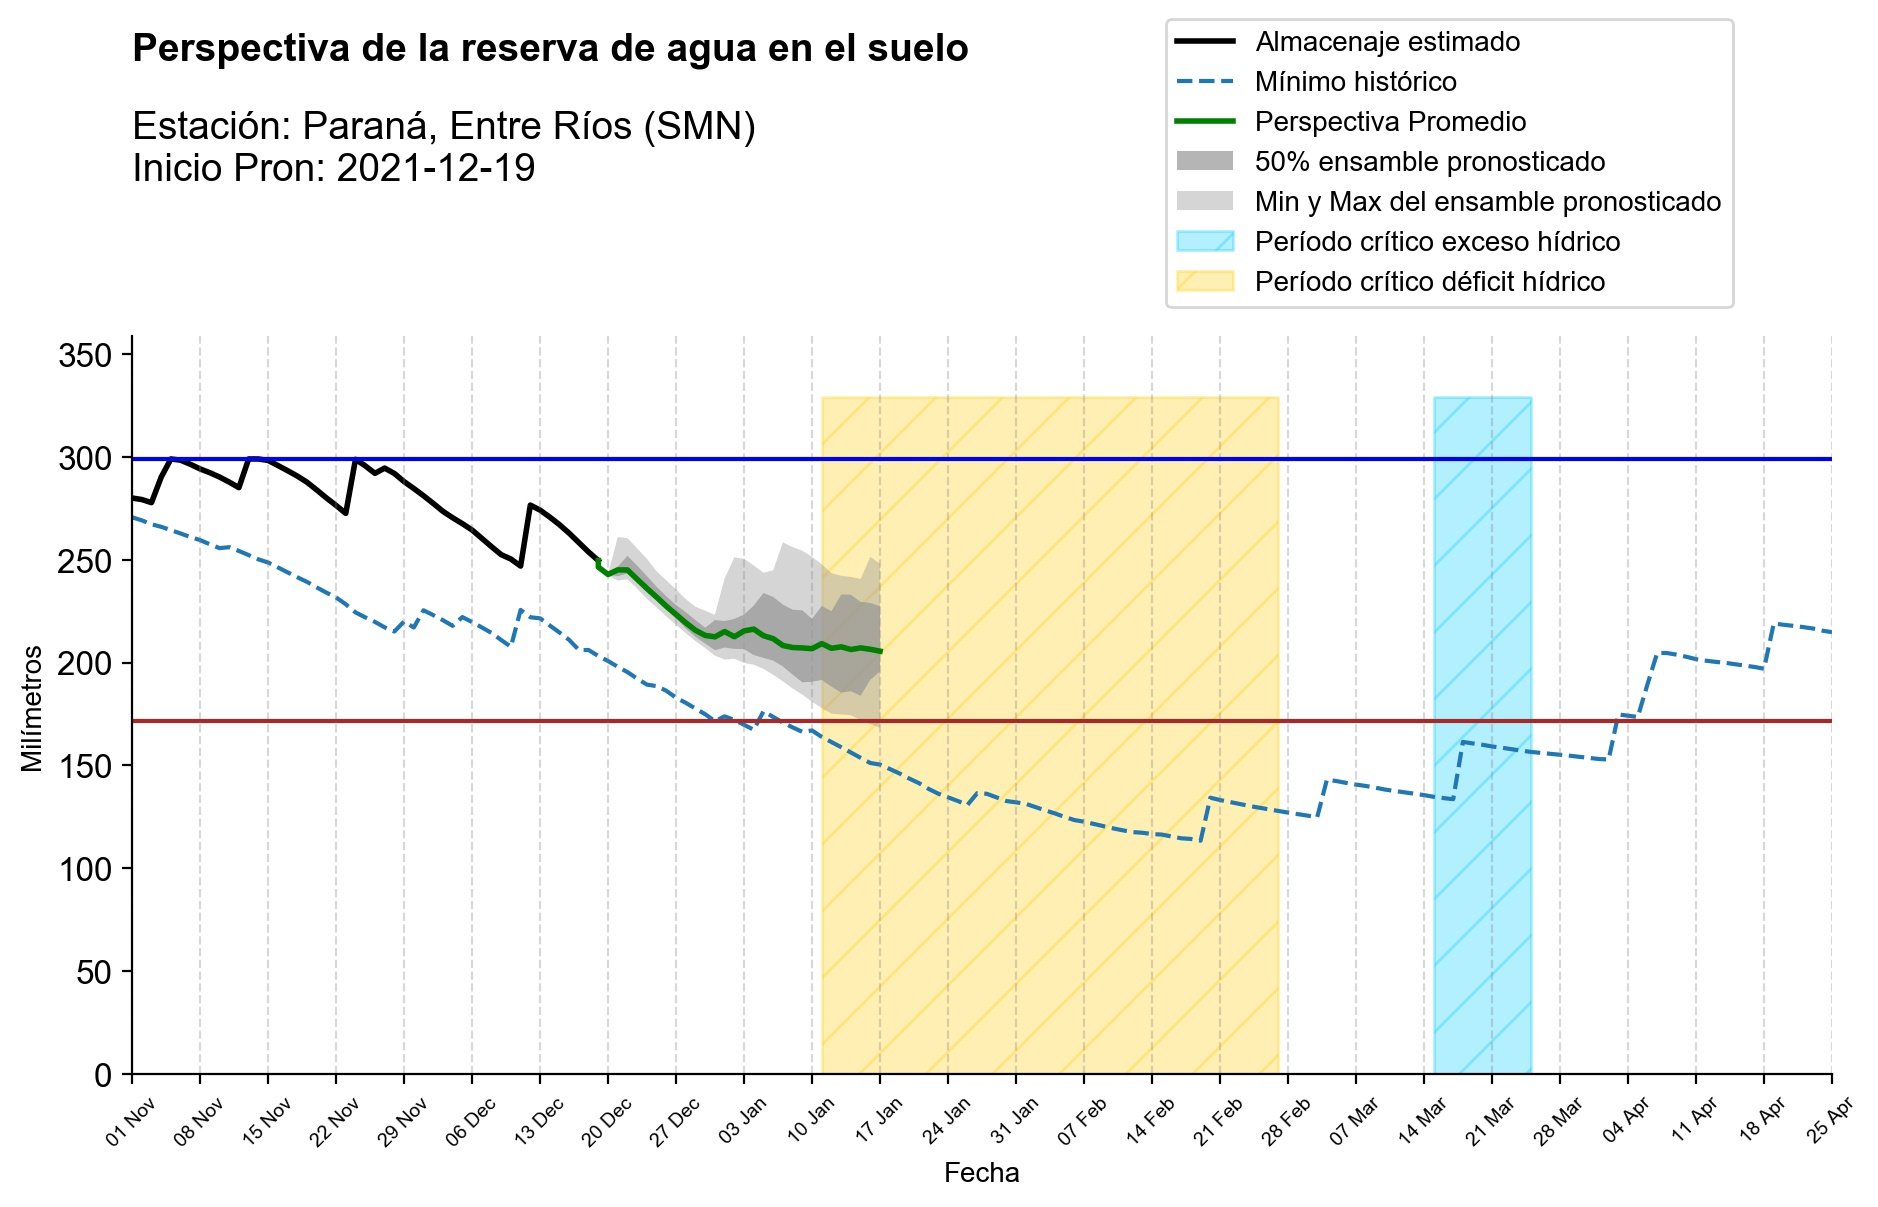 Perspectiva de la reserva de agua en el suelo
Estación: Paraná, Entre Ríos (SMN)
Inicio Pron: 2021-12-19
Almacenaje estimado
Mínimo histórico
Perspectiva Promedio
50% ensamble pronosticado
Min y Max del ensamble pronosticado
Período crítico exceso hídrico
Período crítico déficit hídrico
350
300
250
200
150
100
50
0
Milímetros
01 Nov
08 Nov
15 Nov
22 Nov
29 Nov
06 Dec
13 Dec
20 Dec
27 Dec
03 Jan
10 Jan
17 Jan
24 Jan
31 Jan
07 Feb
14 Feb
21 Feb
28 Feb
07 Mar
14 Mar
21 Mar
28 Mar
04 Apr
11 Apr
18 Apr
25 Apr
Fecha